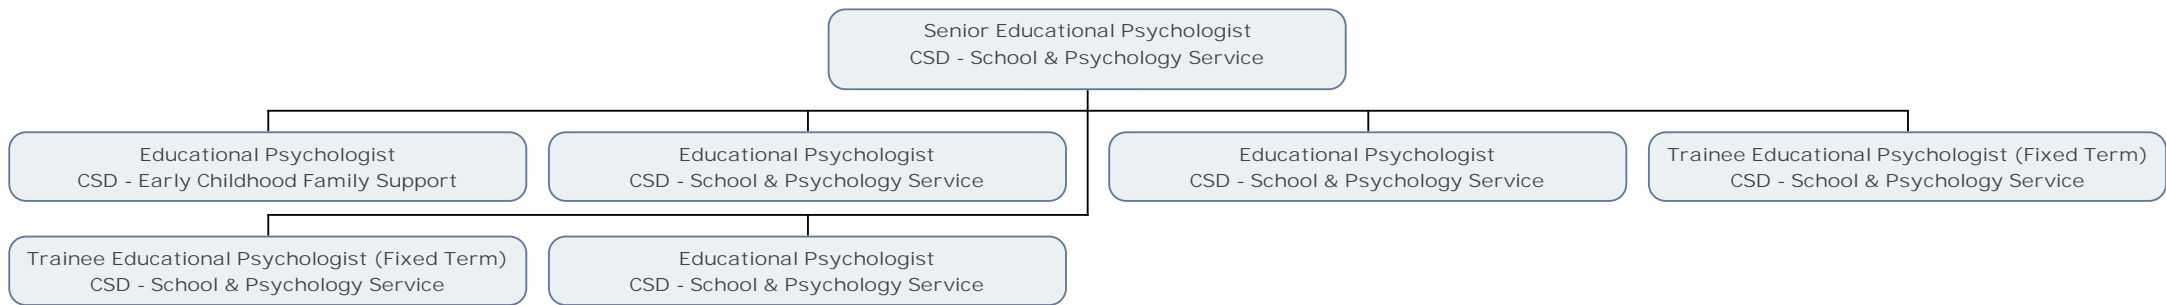 Senior Educational Psychologist
CSD - School & Psychology Service
Educational Psychologist
CSD - Early Childhood Family Support
Educational Psychologist
CSD - School & Psychology Service
Educational Psychologist
CSD - School & Psychology Service
Trainee Educational Psychologist (Fixed Term)
CSD - School & Psychology Service
Trainee Educational Psychologist (Fixed Term)
CSD - School & Psychology Service
Educational Psychologist
CSD - School & Psychology Service